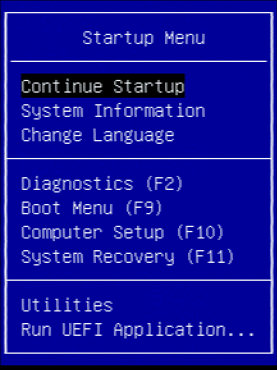 Startup Menu
Continue Startup
System Information
Change Language
Diagnostics (F2)
Boot Menu (F9)
Computer Setup (F10)
System Recovery (F11)
Utilities
Run UEFI Application...